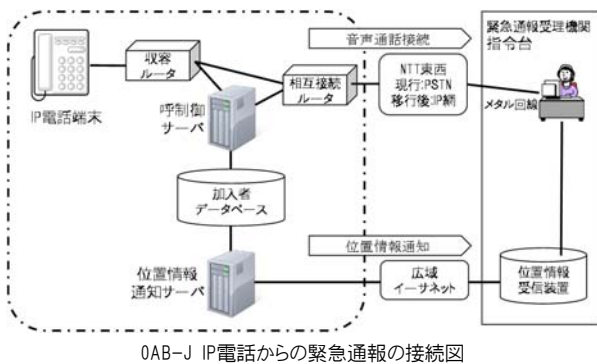 音声通話接続
緊急通報受理機関
指令台
収容
ルータ
相互接続
ルータ
NTT東西
現行:PSTN
移行後:IP網
メタル回線
IP電話端末
呼制御
サーバ
加入者
データベース
位置情報通知
位置情報
通知サーバ
広域
イーサネット
位置情報
受信装置
0AB-J IP電話からの緊急通報の接続図